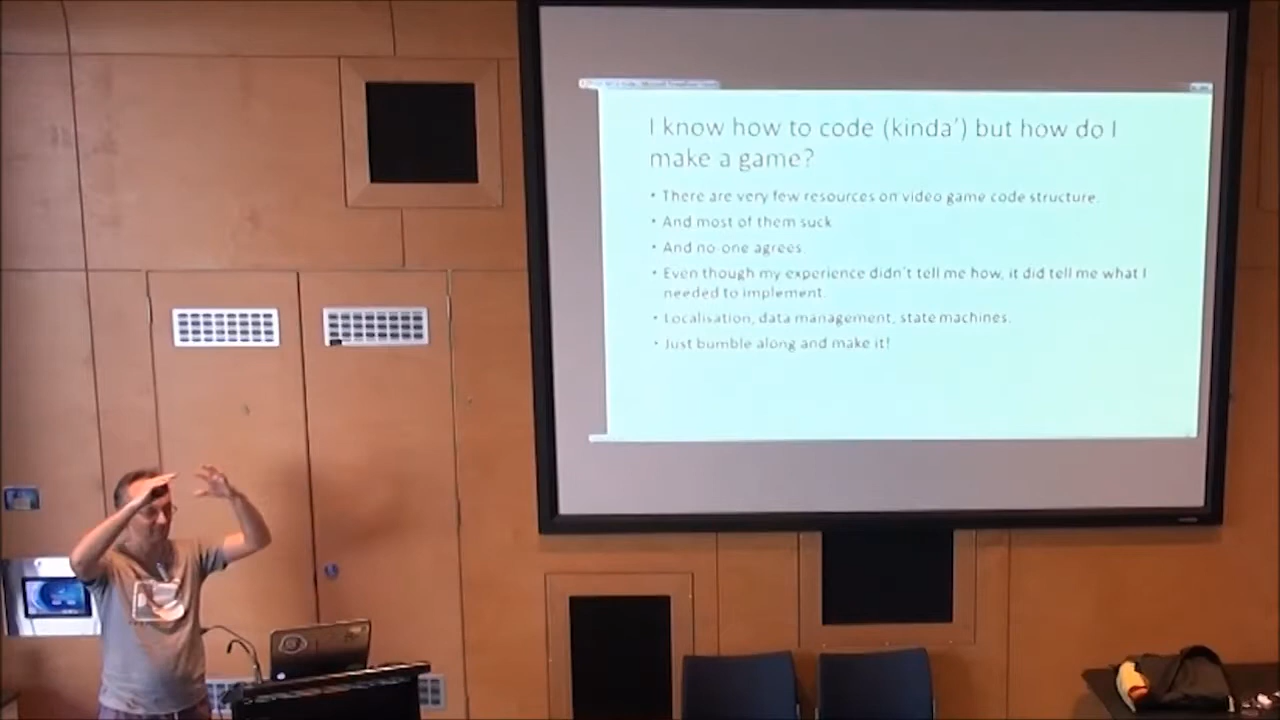 I know how to code (kinda') but how do I
make a game?
• There are very few resources on video game code structure.
• And most of them suck
• And no one agrees.
• Even though my experience didn't tell me how, it did tell me what I
needed to implement.
• Localisation, data management, state machines.
• Just bumble along and make it!